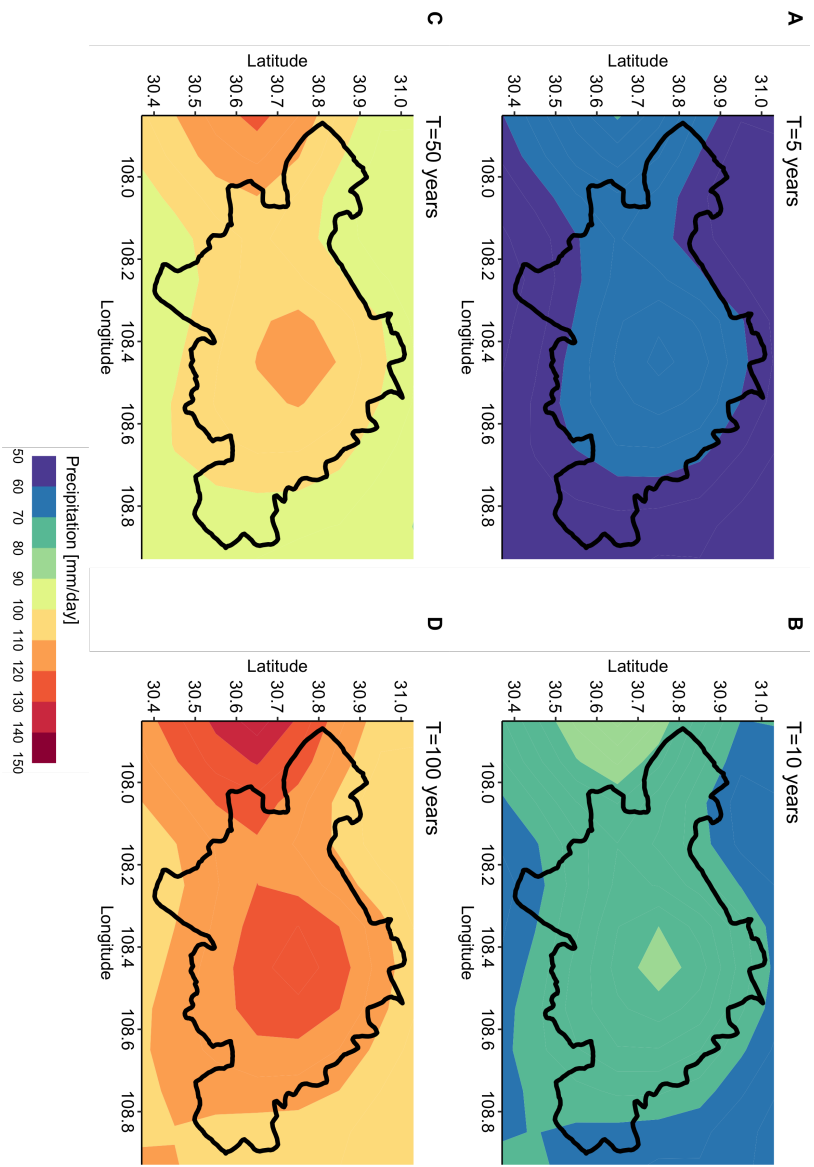 A
T=5 years
Latitude
30.4 30.5 30.6 30.7 30.8 30.9 31.0
108.0 108.2 108.4 108.6 108.8
Longitude
B
T=10 years
Latitude
30.4 30.5 30.6 30.7 30.8 30.9 31.0
108.0 108.2 108.4 108.6 108.8
Longitude
C
T=50 years
Latitude
30.4 30.5 30.6 30.7 30.8 30.9 31.0
108.0 108.2 108.4 108.6 108.8
Longitude
D
T=100 years
Latitude
30.4 30.5 30.6 30.7 30.8 30.9 31.0
108.0 108.2 108.4 108.6 108.8
Longitude
Precipitation [mm/day]
50 60 70 80 90 100 110 120 130 140 150